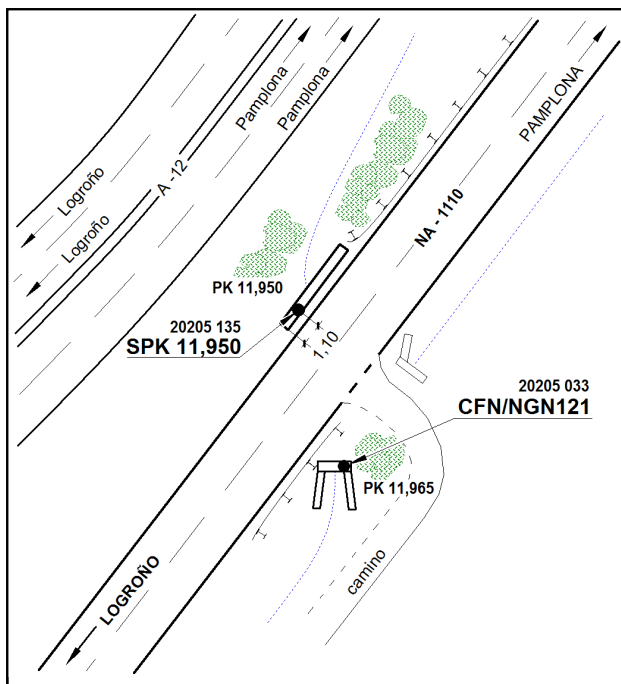 Pamplona
Pamplona
PAMPLONA
Logroño
A -12
Logroño
NA - 1110
PK 11,950
20205 135
SPK 11,950
1,10
20205 033
CFN/NGN121
PK 11,965
camino
LOGROÑO